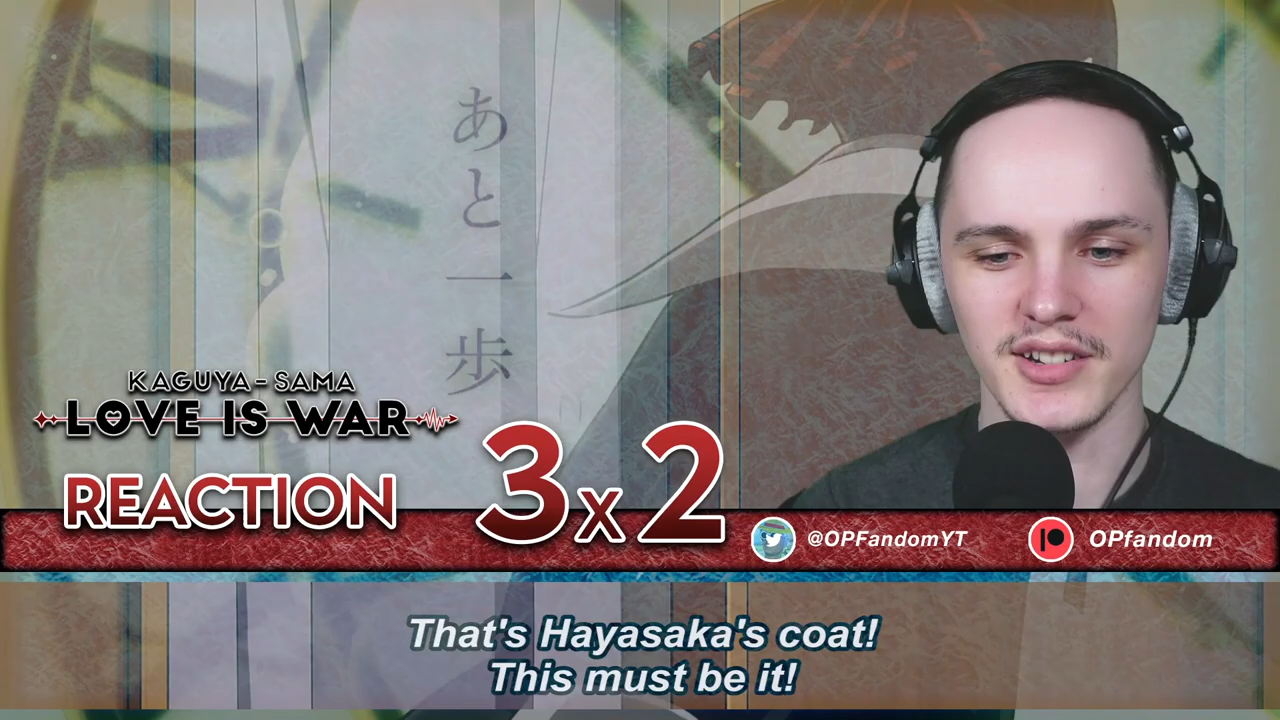 あと一歩
KAGUYA-SAMA
LOVE IS WAR
REACTION
3x2
@OPFandomYT
OPfandom
That's Hayasaka's coat!
This must be it!